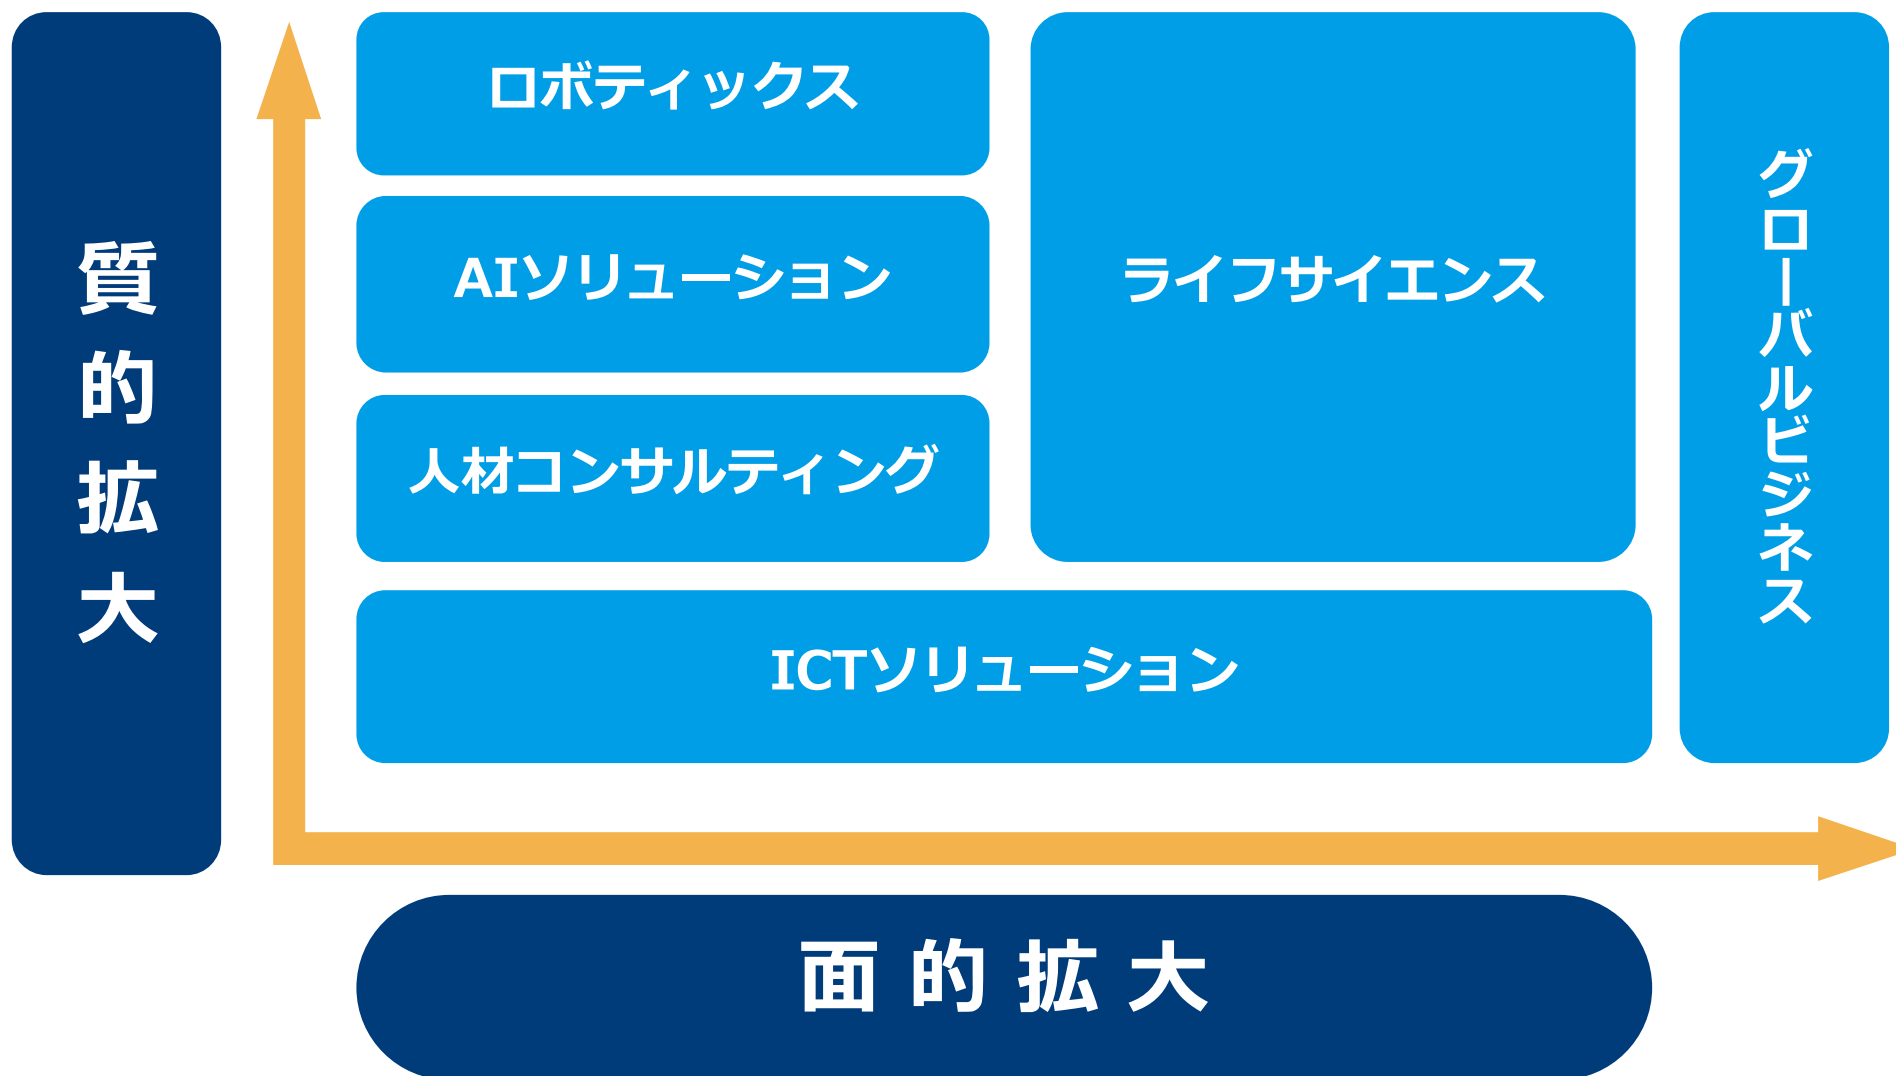 質的拡大
ロボティックス
AIソリューション
人材コンサルティング
ライフサイエンス
ICTソリューション
グローバルビジネス
面的拡大